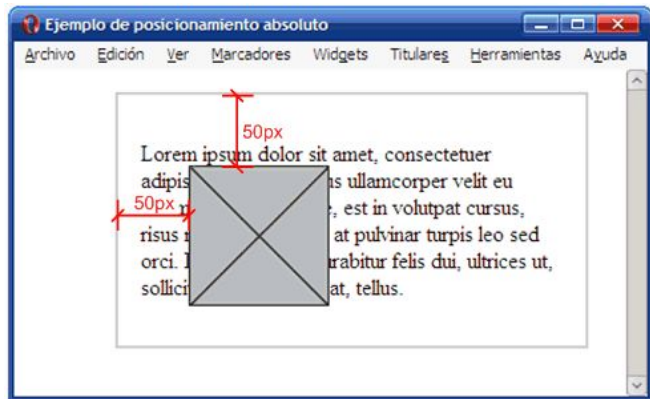 Ejemplo de posicionamiento absoluto
Archivo Edición Ver Marcadores Widgets Titulares Herramientas Ayuda
50px
Lorem ipsum dolor sit amet, consectetuer
adipis s ullamcorper velit eu
50px , est in volutpat cursus,
risus at pulvinar turpis leo sed
orci. urabitur felis dui, ultrices ut,
sollicit at, tellus.